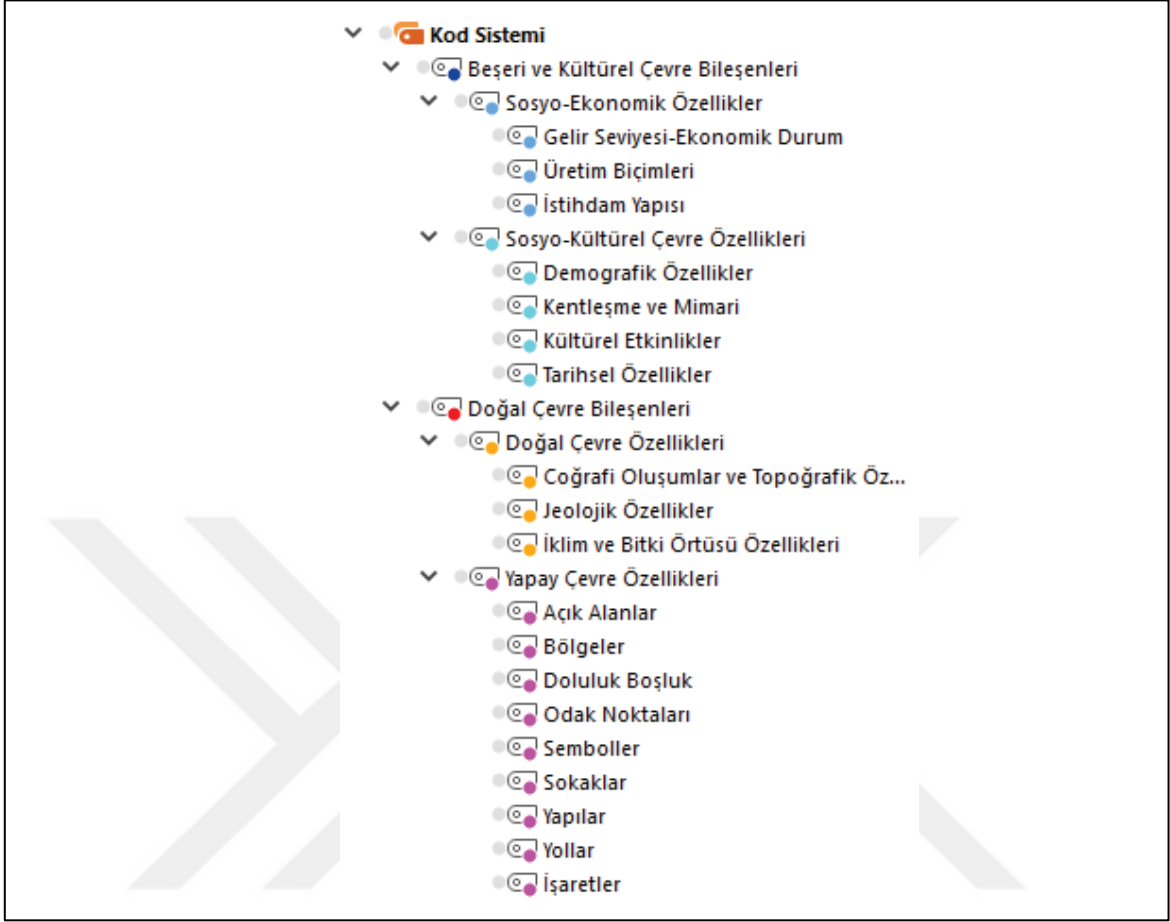 Kod Sistemi
Beşeri ve Kültürel Çevre Bileşenleri
Sosyo-Ekonomik Özellikler
Gelir Seviyesi-Ekonomik Durum
Üretim Biçimleri
İstihdam Yapısı
Sosyo-Kültürel Çevre Özellikleri
Demografik Özellikler
Kentleşme ve Mimari
Kültürel Etkinlikler
Tarihsel Özellikler
Doğal Çevre Bileşenleri
Doğal Çevre Özellikleri
Coğrafi Oluşumlar ve Topoğrafik Öz...
Jeolojik Özellikler
İklim ve Bitki Örtüsü Özellikleri
Yapay Çevre Özellikleri
Açık Alanlar
Bölgeler
Doluluk Boşluk
Odak Noktaları
Semboller
Sokaklar
Yapılar
Yollar
İşaretler